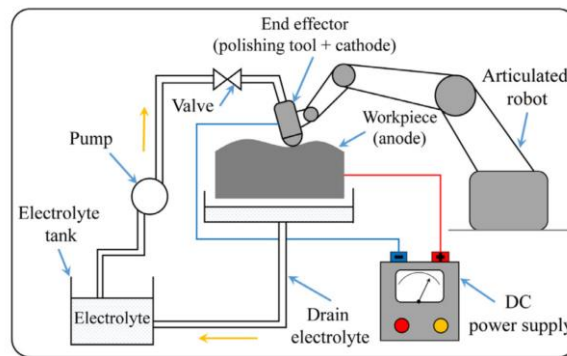 End effector
(polishing tool + cathode)
Articulated
robot
Valve
Workpiece
(anode)
Pump
Electrolyte
tank
Electrolyte
Drain
electrolyte
DC
power supply